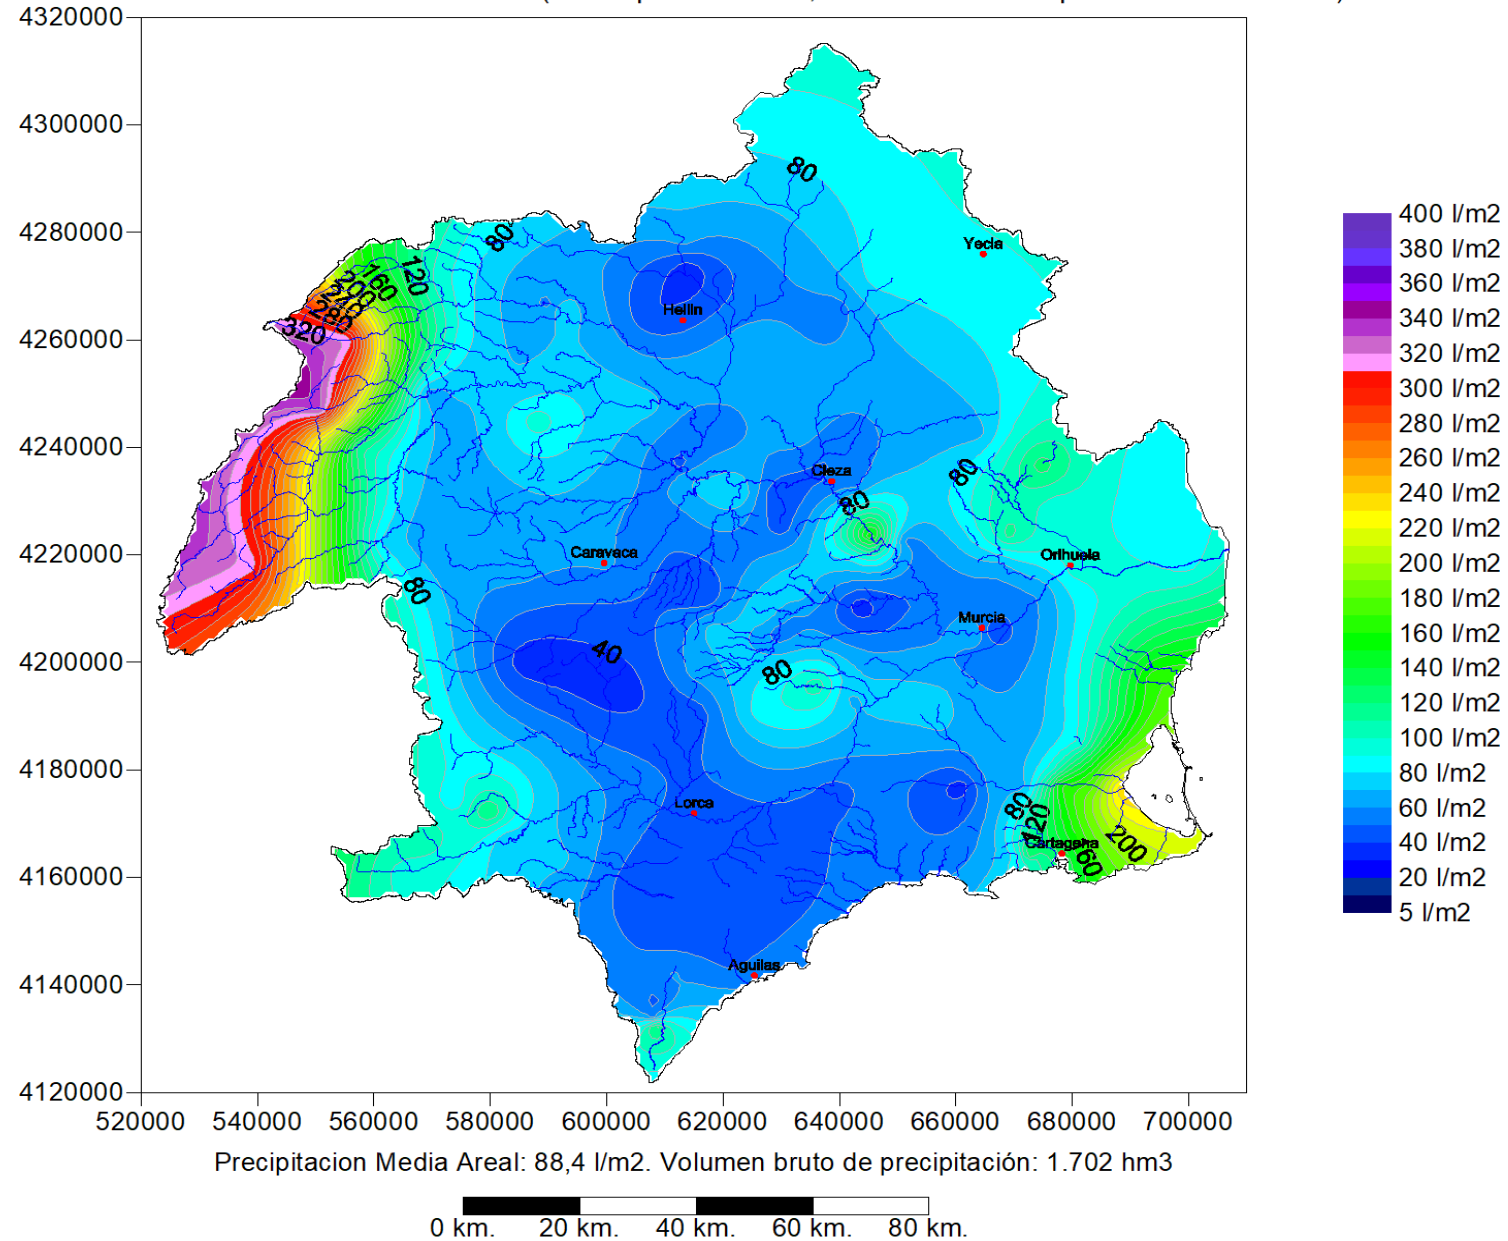 4320000
4300000
80
4280000
80
Yecla
120
160
Hellin
280
320
4260000
4240000
Cieza
80
80
4220000
Caravaca
Orihuela
80
Murcia
40
4200000
80
4180000
Lorca
80
120
Cartagena
200
160
4160000
Aguilas
4140000
4120000
520000 540000 560000 580000 600000 620000 640000 660000 680000 700000
400 l/m2
380 l/m2
360 l/m2
340 l/m2
320 l/m2
300 l/m2
280 l/m2
260 l/m2
240 l/m2
220 l/m2
200 l/m2
180 l/m2
160 l/m2
140 l/m2
120 l/m2
100 l/m2
80 l/m2
60 l/m2
40 l/m2
20 l/m2
5 l/m2
Precipitacion Media Areal: 88,4 l/m2. Volumen bruto de precipitación: 1.702 hm3
0 km. 20 km. 40 km. 60 km. 80 km.